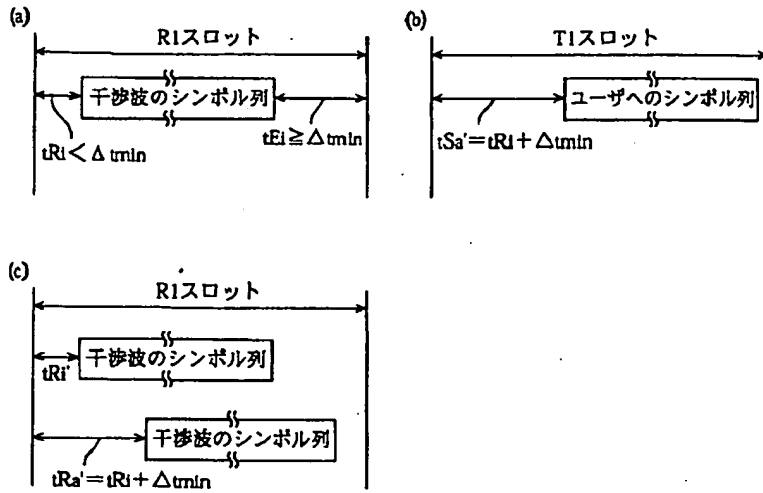 (a)
R1スロット
干渉波のシンボル列
tRi<Δtmin
tEi≧Δtmin
(b)
T1スロット
ユーザへのシンボル列
tSa'=tRi+△tmin
(c)
R1スロット
干渉波のシンボル列
tRi'
干渉波のシンボル列
tRa'=tRi+△tmin